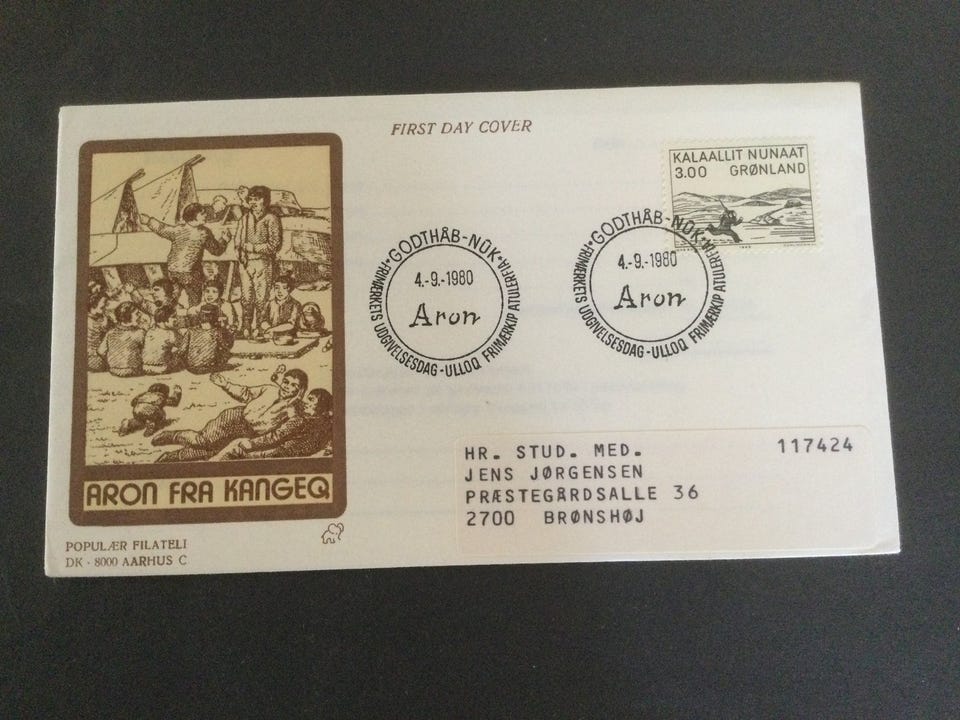 FIRST DAY COVER
KALAALLIT NUNAAT
3.00 GRØNLAND
GODTHÅB-NÛK
4.-9.-1980
Aron
FRIMÆRKETS UDGIVELSESDAG-ULLOQ FRIMÆRKIP ATULERFIA
GODTHÅB-NÛK
4.-9.-1980
Aron
FRIMÆRKETS UDGIVELSESDAG-ULLOQ FRIMÆRKIP ATULERFIA
HR. STUD. MED. 117424
JENS JØRGENSEN
PRÆSTEGÅRDSALLE 36
2700 BRØNSHØJ
ARON FRA KANGEQ
POPULÆR FILATELI
DK - 8000 AARHUS C